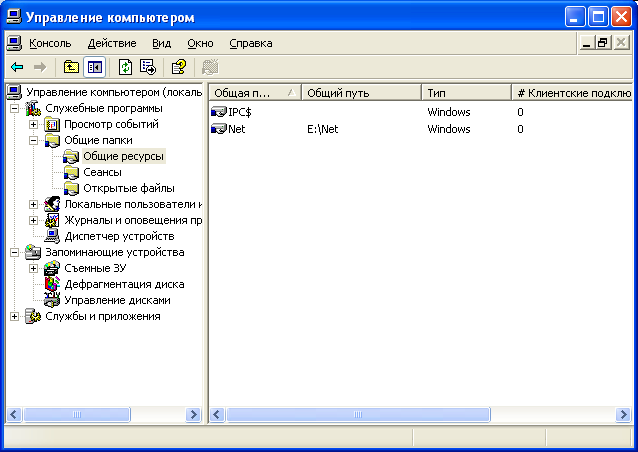 Управление компьютером
Консоль Действие Вид Окно Справка
Управление компьютером (локаль
Служебные программы
Просмотр событий
Общие папки
Общие ресурсы
Сеансы
Открытые файлы
Локальные пользователи и
Журналы и оповещения пр
Диспетчер устройств
Запоминающие устройства
Съемные ЗУ
Дефрагментация диска
Управление дисками
Службы и приложения
Общая п... Общий путь Тип # Клиентские подклю
IPC$ Windows 0
Net E:\Net Windows 0